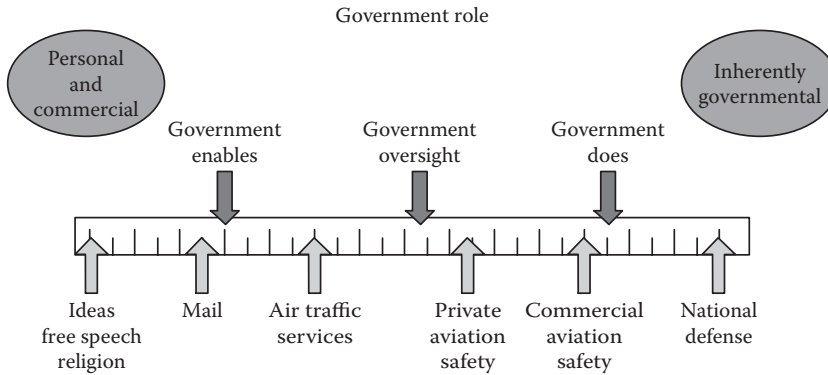 Government role
Personal
and
commercial
Inherently
governmental
Government
enables
Government
oversight
Government
does
Ideas
free speech
religion
Mail
Air traffic
services
Private
aviation
safety
Commercial
aviation
safety
National
defense